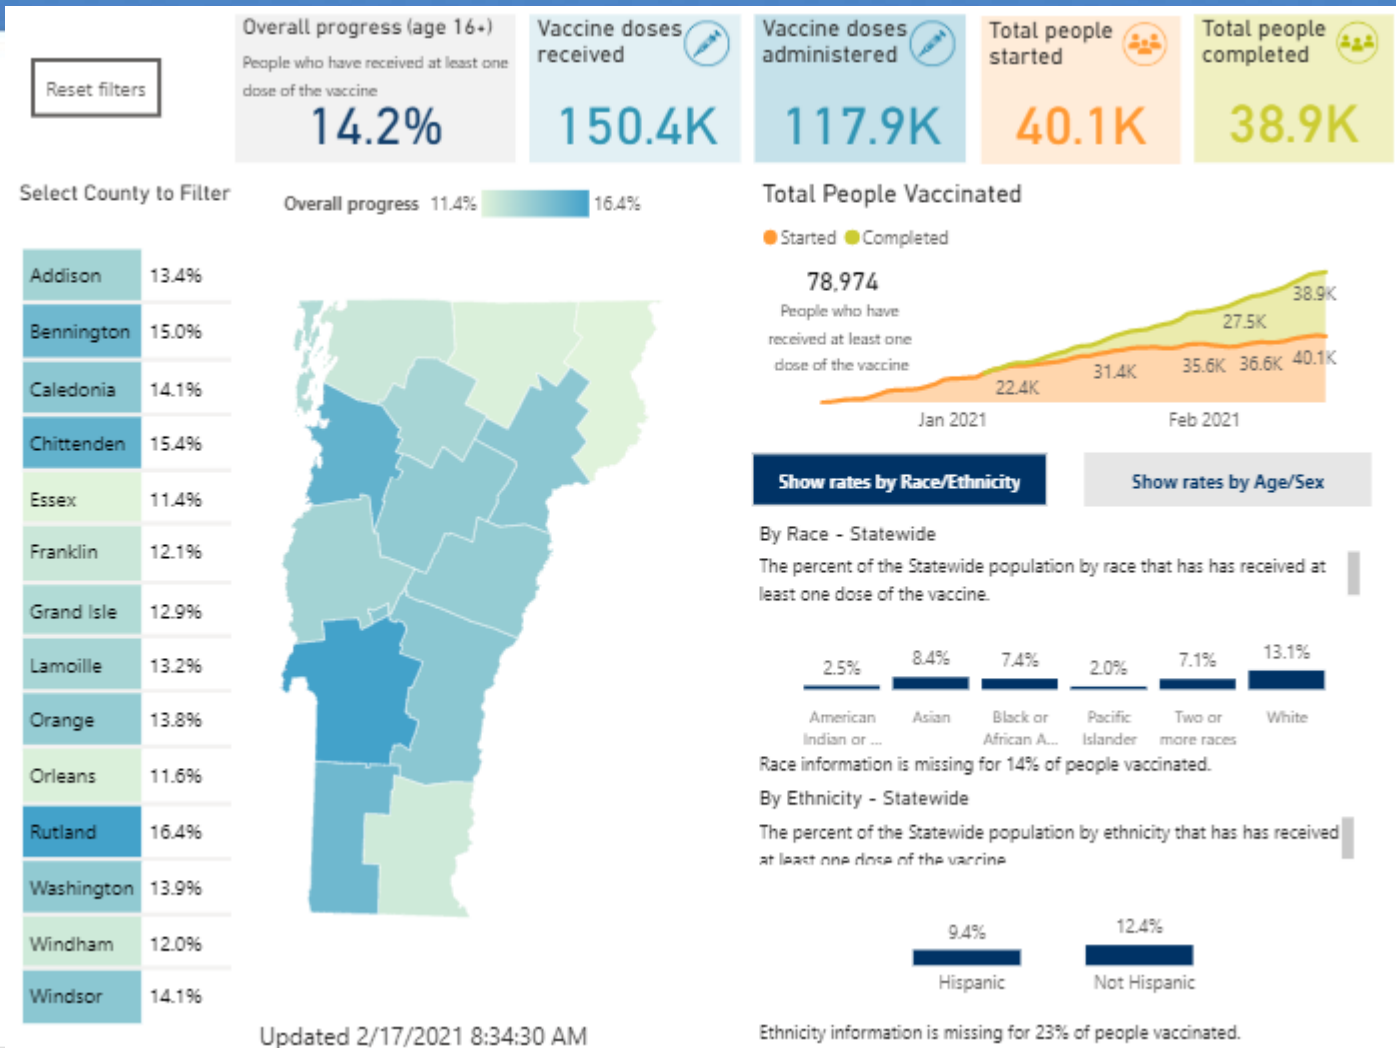 Reset filters
Overall progress (age 16+)
People who have received at least one
dose of the vaccine
14.2%
Vaccine doses
received
150.4K
Vaccine doses
administered
117.9K
Total people
started
40.1K
Total people
completed
38.9K
Select County to Filter
Addison 13.4%
Bennington 15.0%
Caledonia 14.1%
Chittenden 15.4%
Essex 11.4%
Franklin 12.1%
Grand Isle 12.9%
Lamoille 13.2%
Orange 13.8%
Orleans 11.6%
Rutland 16.4%
Washington 13.9%
Windham 12.0%
Windsor 14.1%
Overall progress 11.4% 16.4%
Updated 2/17/2021 8:34:30 AM
Total People Vaccinated
Started Completed
78,974
People who have
received at least one
dose of the vaccine
38.9K
27.5K
22.4K 31.4K 35.6K 36.6K 40.1K
Jan 2021 Feb 2021
Show rates by Race/Ethnicity Show rates by Age/Sex
By Race - Statewide
The percent of the Statewide population by race that has has received at
least one dose of the vaccine.
2.5% 8.4% 7.4% 2.0% 7.1% 13.1%
American Asian Black or Pacific Two or White
Indian or ... African A... Islander more races
Race information is missing for 14% of people vaccinated.
By Ethnicity - Statewide
The percent of the Statewide population by ethnicity that has has received
at least one dose of the vaccine
9.4% 12.4%
Hispanic Not Hispanic
Ethnicity information is missing for 23% of people vaccinated.